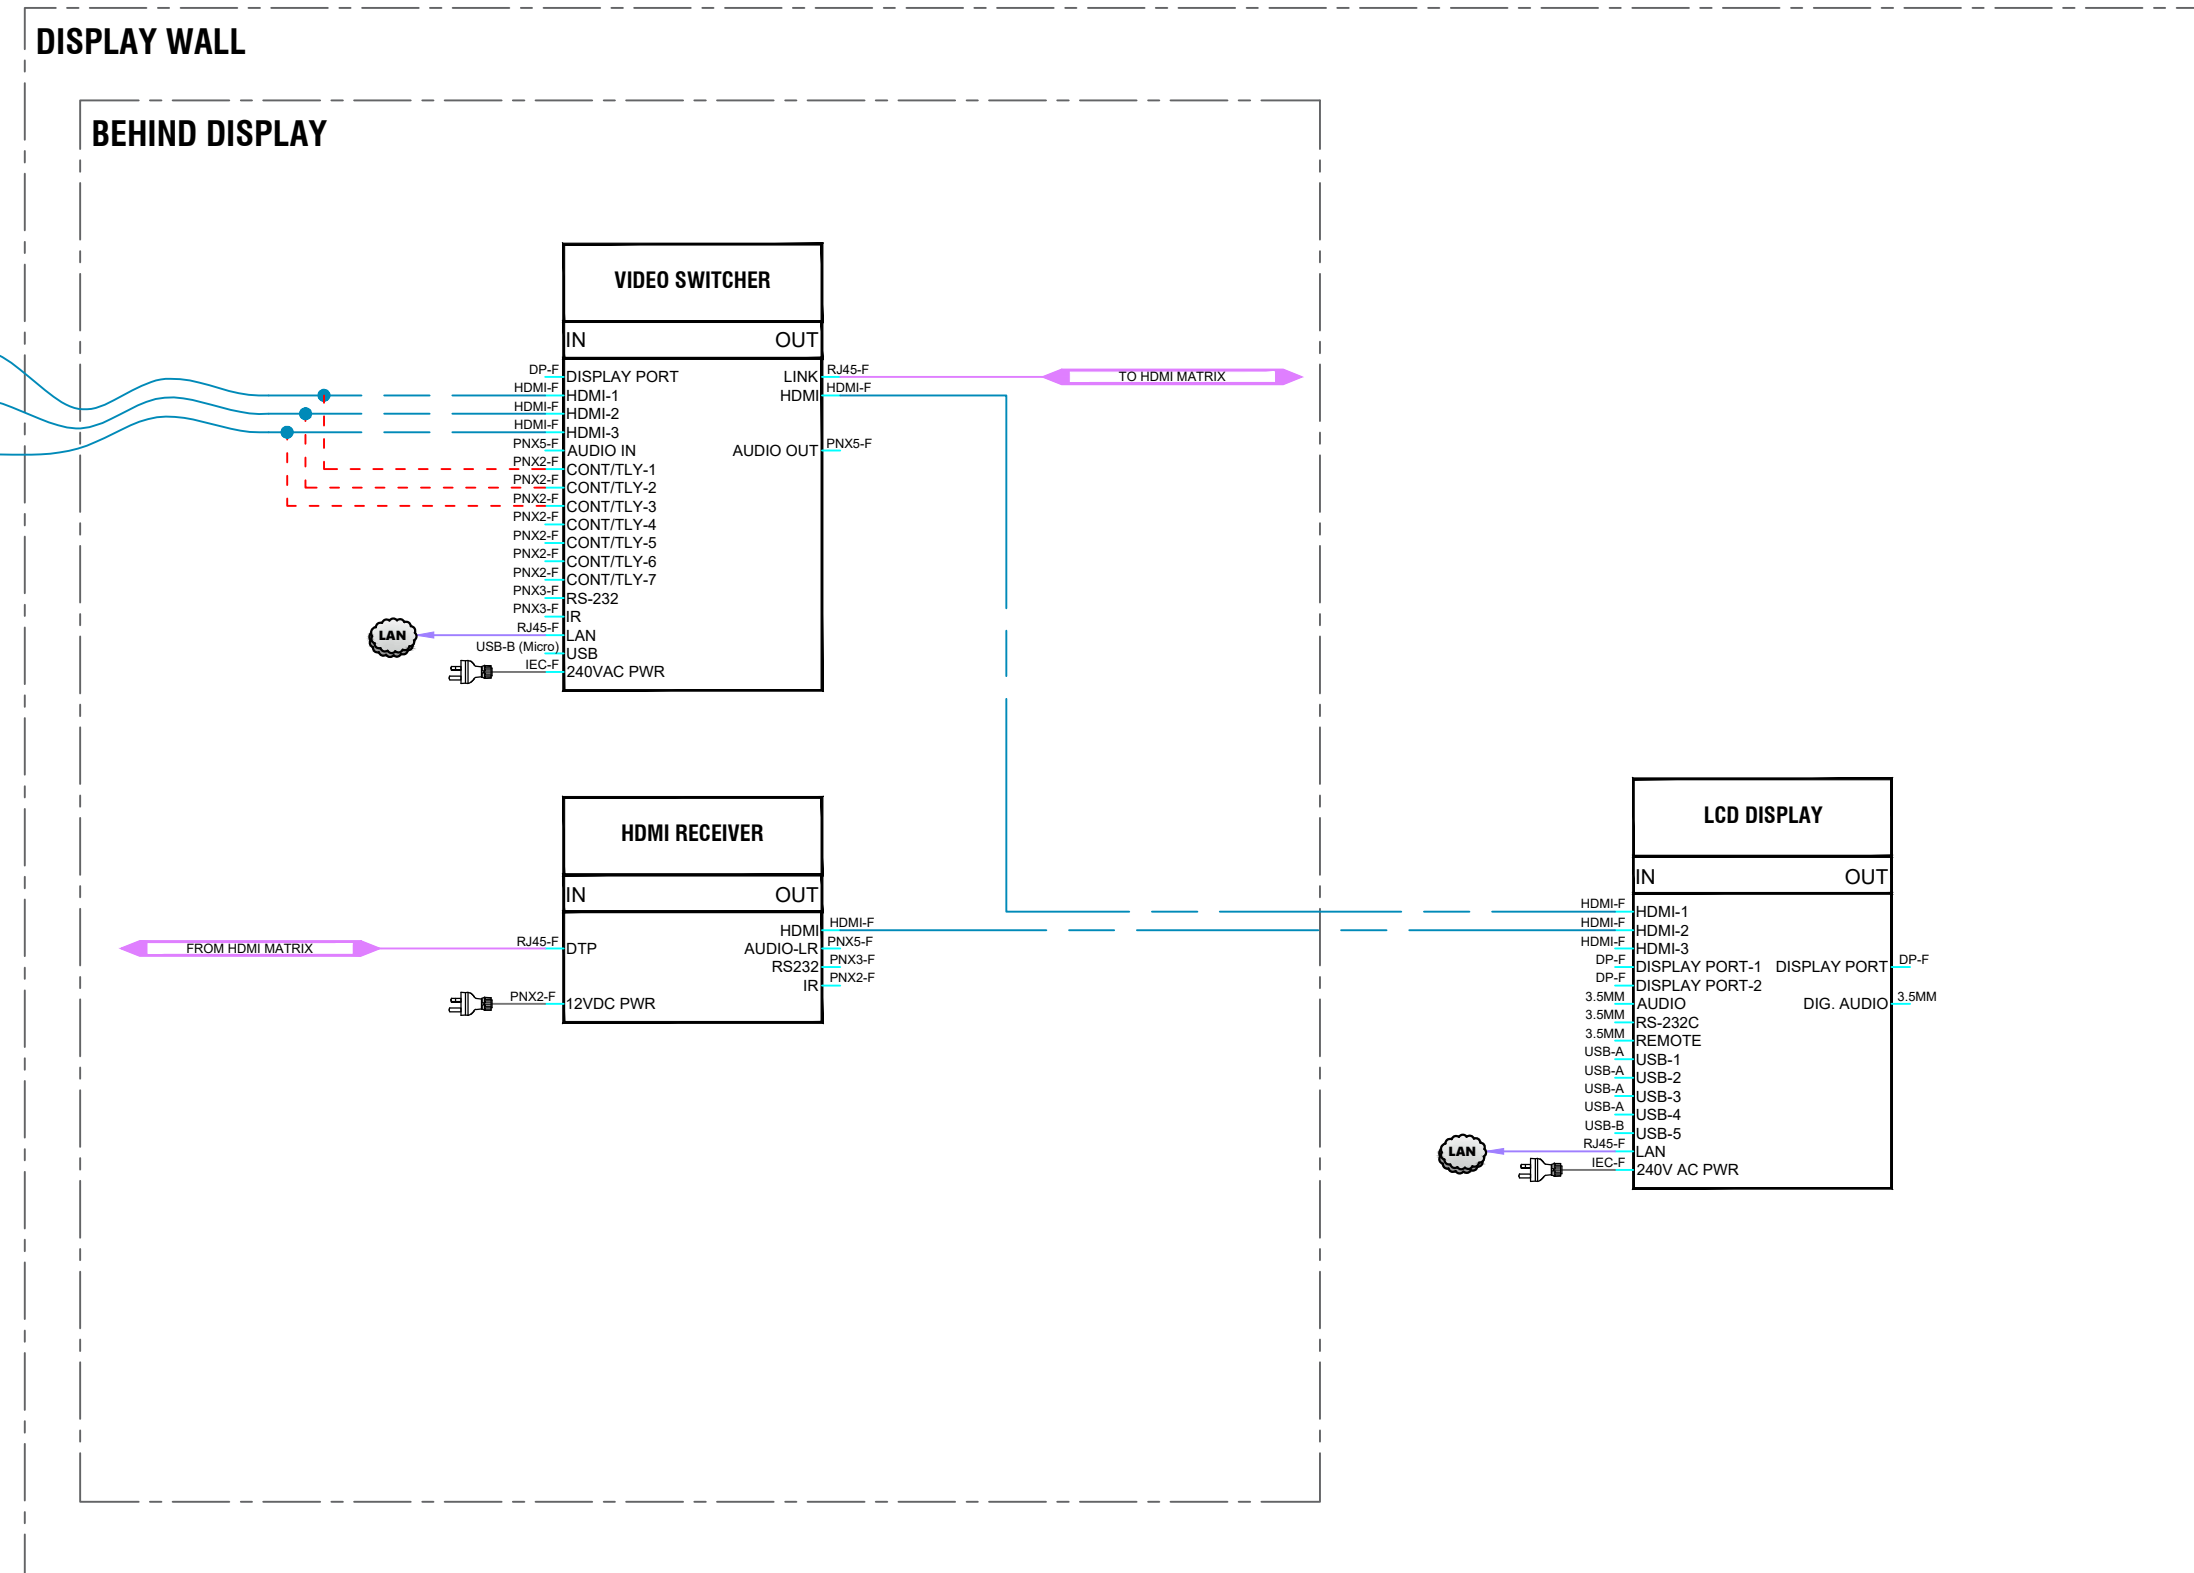 DISPLAY WALL
BEHIND DISPLAY
VIDEO SWITCHER
IN OUT
DP-F DISPLAY PORT LINK RJ45-F TO HDMI MATRIX
HDMI-F HDMI-1 HDMI HDMI-F
HDMI-F HDMI-2
HDMI-F HDMI-3
PNX5-F AUDIO IN AUDIO OUT PNX5-F
PNX2-F CONT/TLY-1
PNX2-F CONT/TLY-2
PNX2-F CONT/TLY-3
PNX2-F CONT/TLY-4
PNX2-F CONT/TLY-5
PNX2-F CONT/TLY-6
PNX2-F CONT/TLY-7
PNX3-F RS-232
PNX3-F IR
LAN RJ45-F LAN
USB-B (Micro) USB
IEC-F 240VAC PWR
HDMI RECEIVER
IN OUT
HDMI HDMI-F
FROM HDMI MATRIX RJ45-F DTP AUDIO-LR PNX5-F
RS232 PNX3-F
IR PNX2-F
PNX2-F 12VDC PWR
LCD DISPLAY
IN OUT
HDMI-F HDMI-1
HDMI-F HDMI-2
HDMI-F HDMI-3
DP-F DISPLAY PORT-1 DISPLAY PORT DP-F
DP-F DISPLAY PORT-2
3.5MM AUDIO DIG. AUDIO 3.5MM
3.5MM RS-232C
3.5MM REMOTE
USB-A USB-1
USB-A USB-2
USB-A USB-3
USB-A USB-4
USB-B USB-5
LAN RJ45-F LAN
IEC-F 240V AC PWR